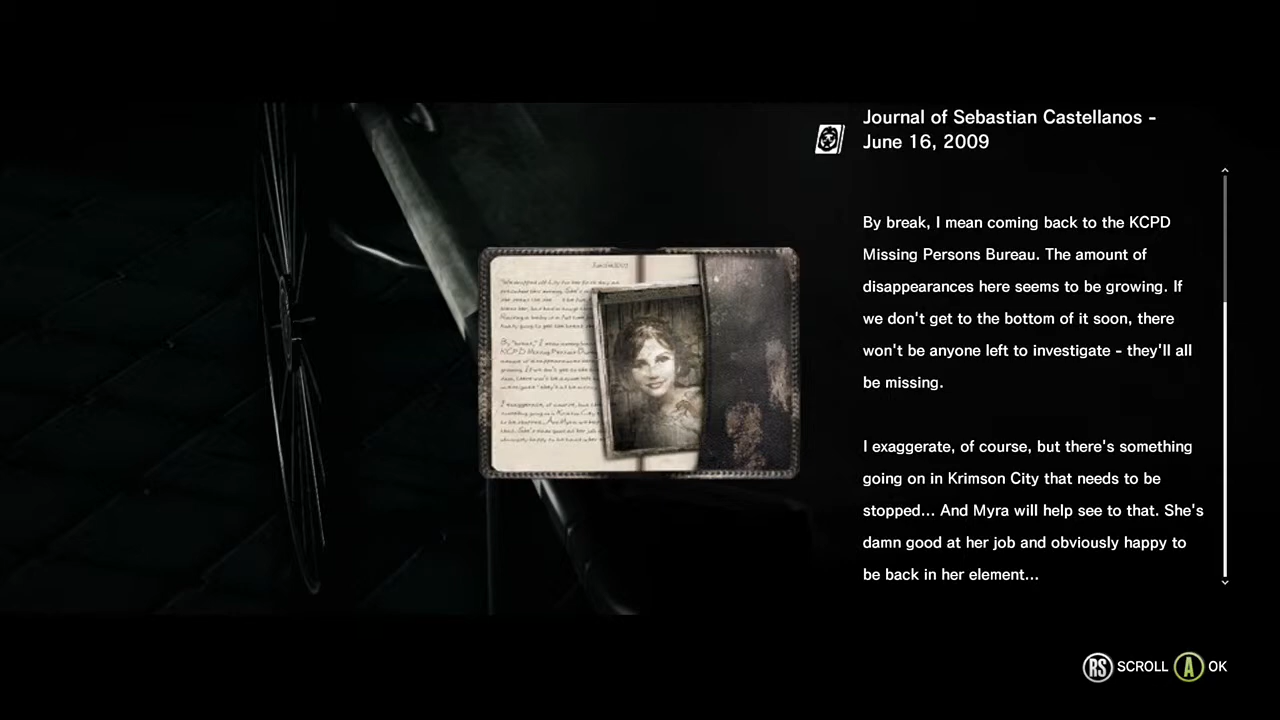 Journal of Sebastian Castellanos -
June 16, 2009
By break, I mean coming back to the KCPD
Missing Persons Bureau. The amount of
disappearances here seems to be growing. If
we don't get to the bottom of it soon, there
won't be anyone left to investigate - they'll all
be missing.
I exaggerate, of course, but there's something
going on in Krimson City that needs to be
stopped... And Myra will help see to that. She's
damn good at her job and obviously happy to
be back in her element...
RS SCROLL A OK